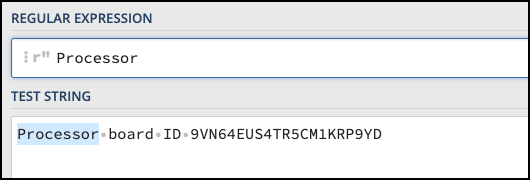 REGULAR EXPRESSION
r" Processor
TEST STRING
Processor board ID 9VN64EUS4TR5CM1KRP9YD